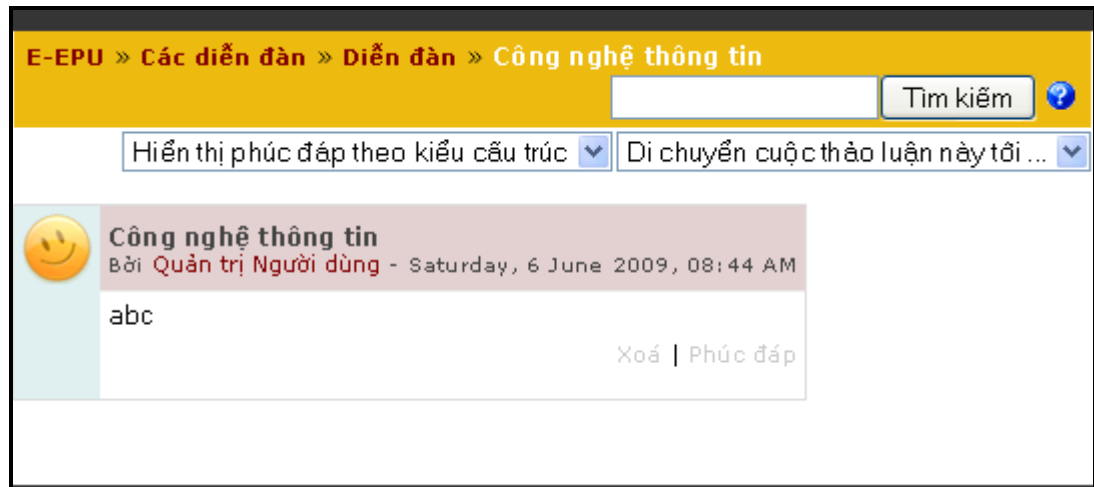 E-EPU » Các diễn đàn » Diễn đàn » Công nghệ thông tin
Tìm kiếm ?
Hiển thị phúc đáp theo kiểu cấu trúc Di chuyển cuộc thảo luận này tới ...
Công nghệ thông tin
Bởi Quản trị Người dùng - Saturday, 6 June 2009, 08:44 AM
abc
Xoá | Phúc đáp